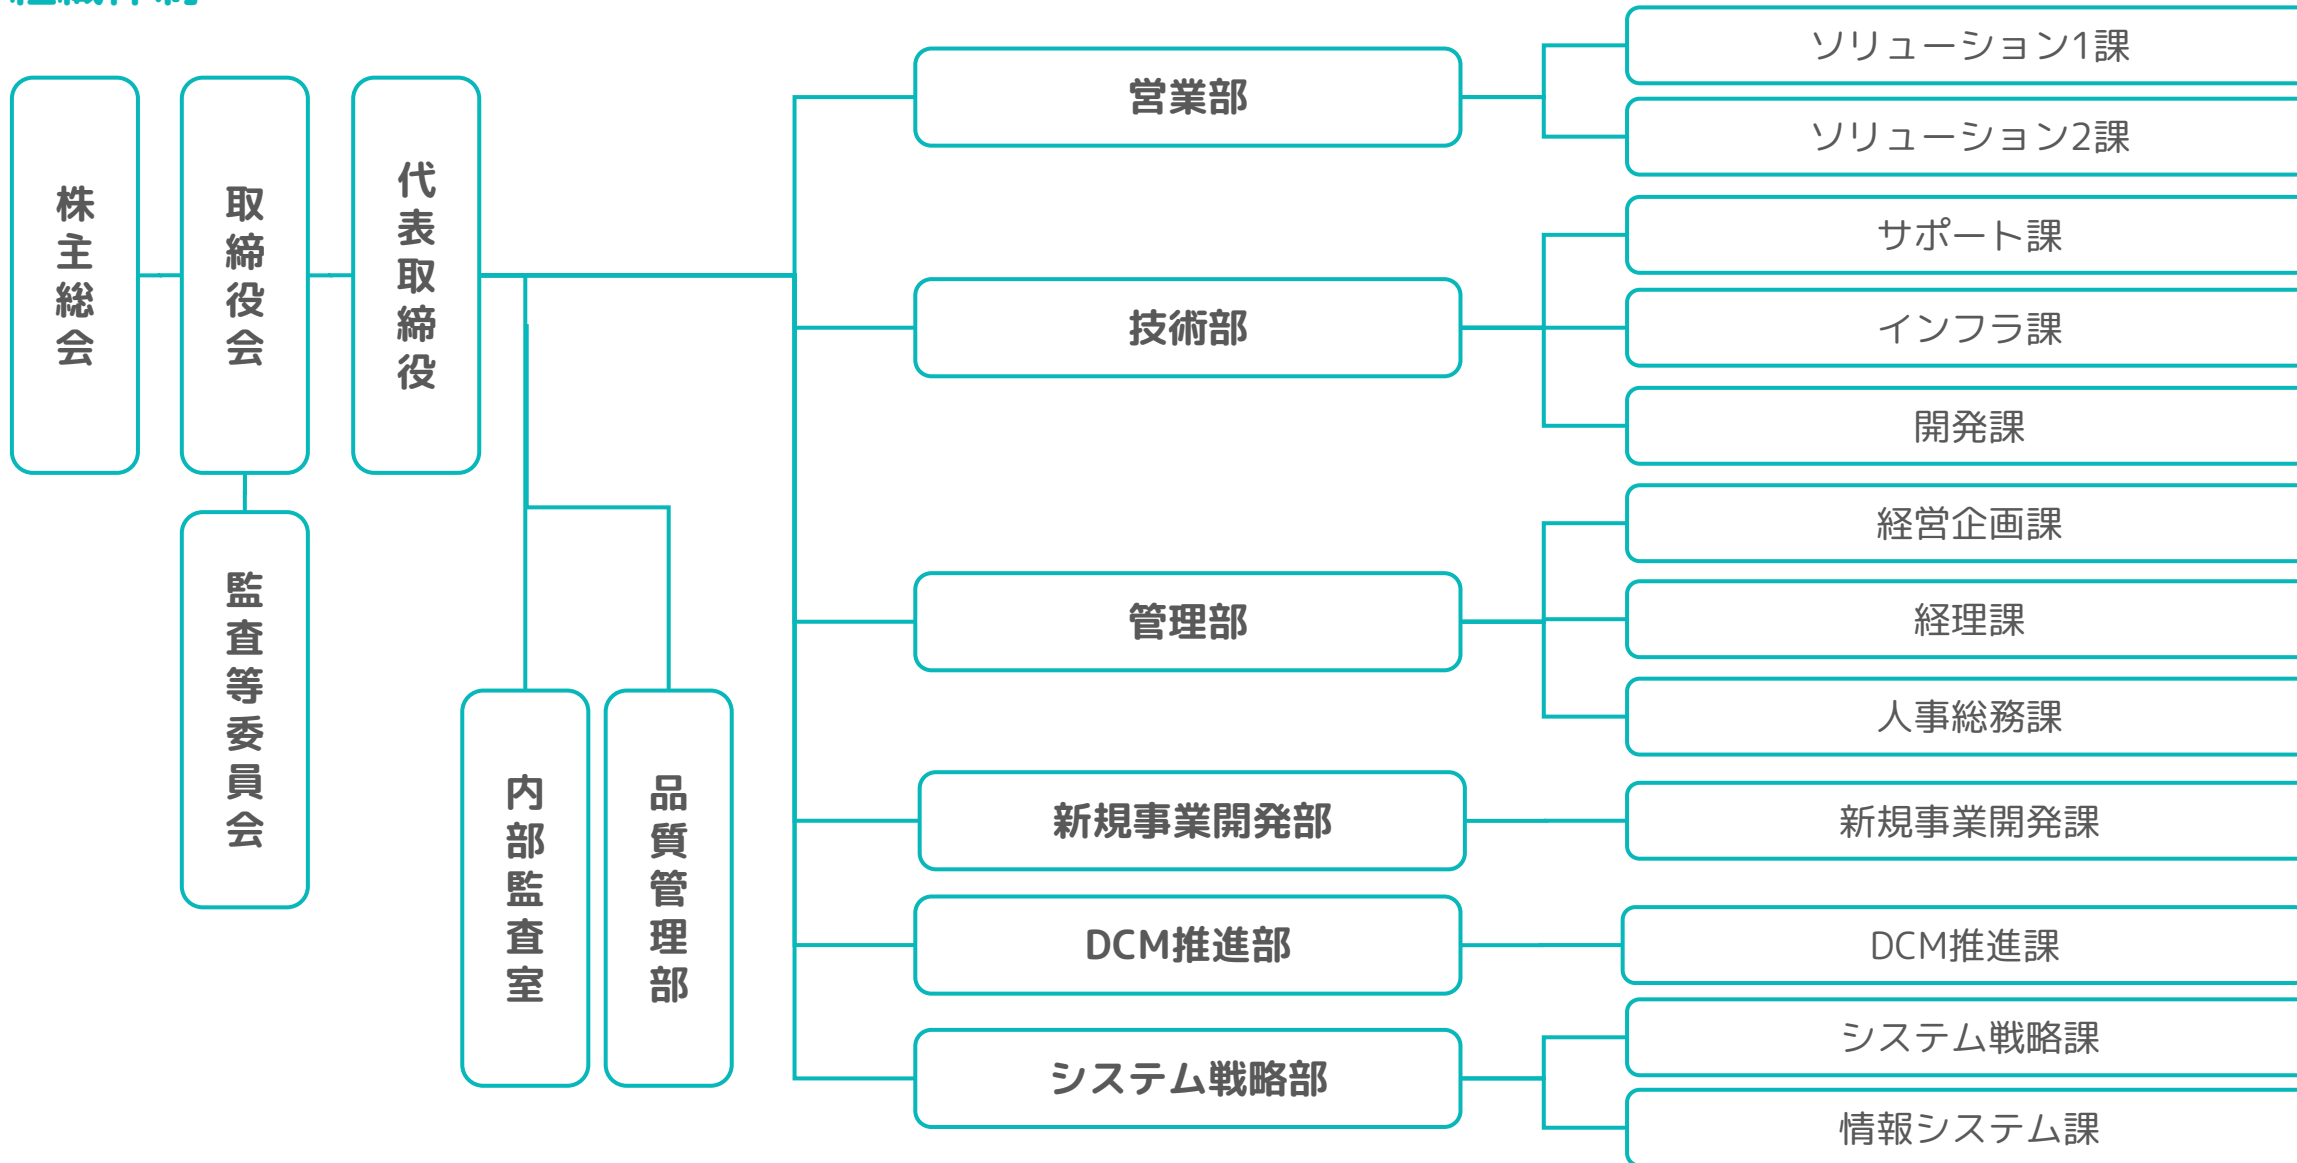 株主総会
取締役会
代表取締役
監査等委員会
内部監査室
品質管理部
営業部
ソリューション1課
ソリューション2課
技術部
サポート課
インフラ課
開発課
管理部
経営企画課
経理課
人事総務課
新規事業開発部
新規事業開発課
DCM推進部
DCM推進課
システム戦略部
システム戦略課
情報システム課